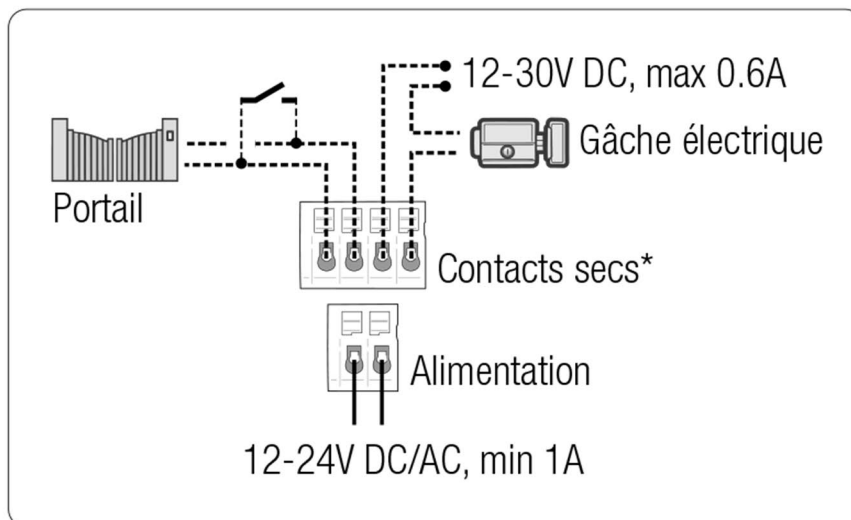 12-30V DC, max 0.6A
Gâche électrique
Portail
Contacts secs*
Alimentation
12-24V DC/AC, min 1A